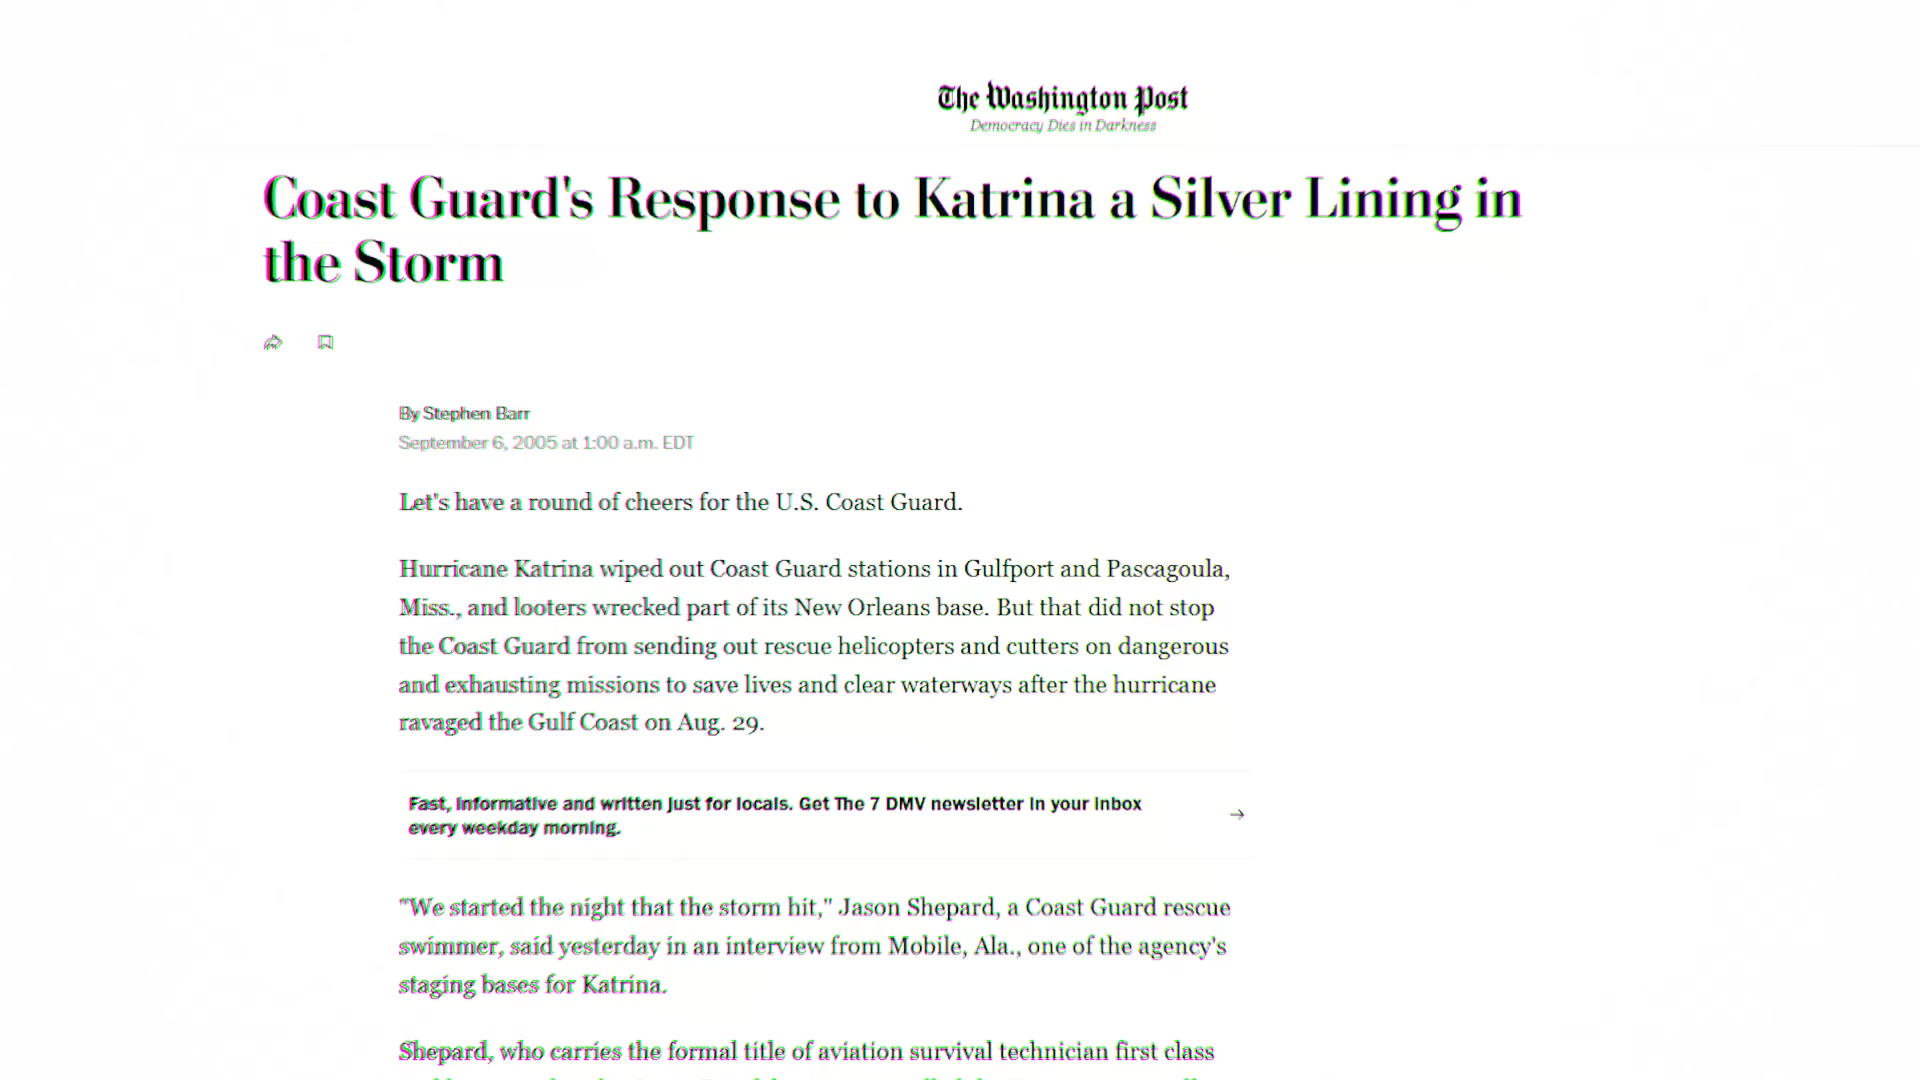 The Washington Post
Democracy Dies in Darkness
Coast Guard's Response to Katrina a Silver Lining in
the Storm
By Stephen Barr
September 6, 2005 at 1:00 a.m. EDT
Let's have a round of cheers for the U.S. Coast Guard.
Hurricane Katrina wiped out Coast Guard stations in Gulfport and Pascagoula,
Miss., and looters wrecked part of its New Orleans base. But that did not stop
the Coast Guard from sending out rescue helicopters and cutters on dangerous
and exhausting missions to save lives and clear waterways after the hurricane
ravaged the Gulf Coast on Aug. 29.
Fast, informative and written just for locals. Get The 7 DMV newsletter in your inbox
every weekday morning.
"We started the night that the storm hit," Jason Shepard, a Coast Guard rescue
swimmer, said yesterday in an interview from Mobile, Ala., one of the agency's
staging bases for Katrina.
Shepard, who carries the formal title of aviation survival technician first class